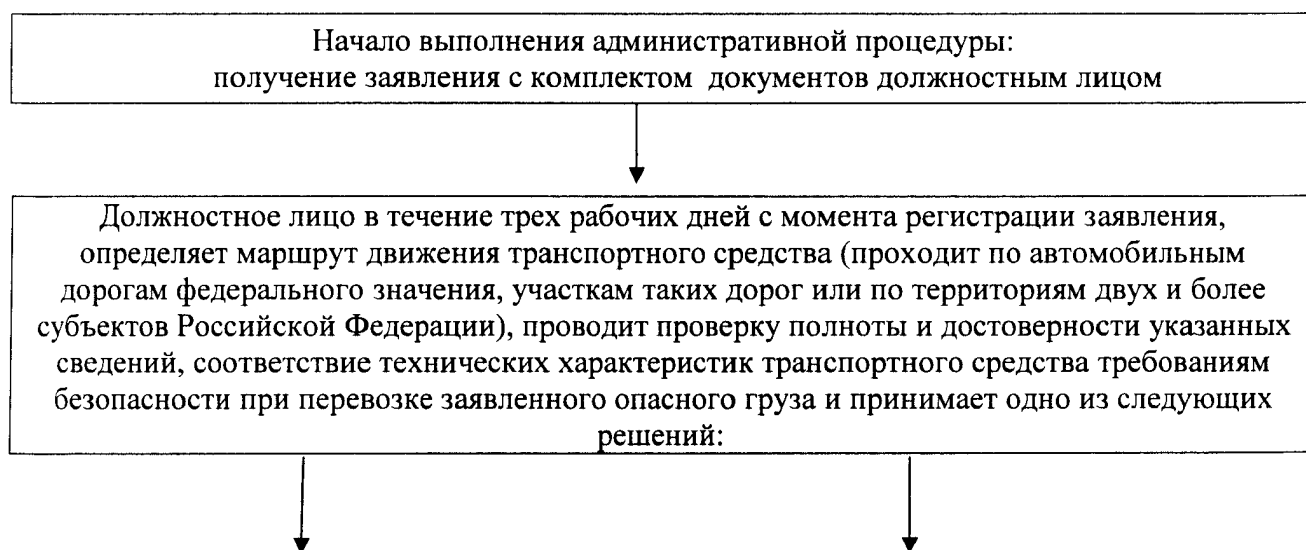 Начало выполнения административной процедуры:
получение заявления с комплектом документов должностным лицом
Должностное лицо в течение трех рабочих дней с момента регистрации заявления,
определяет маршрут движения транспортного средства (проходит по автомобильным
дорогам федерального значения, участкам таких дорог или по территориям двух и более
субъектов Российской Федерации), проводит проверку полноты и достоверности указанных
сведений, соответствие технических характеристик транспортного средства требованиям
безопасности при перевозке заявленного опасного груза и принимает одно из следующих
решений: